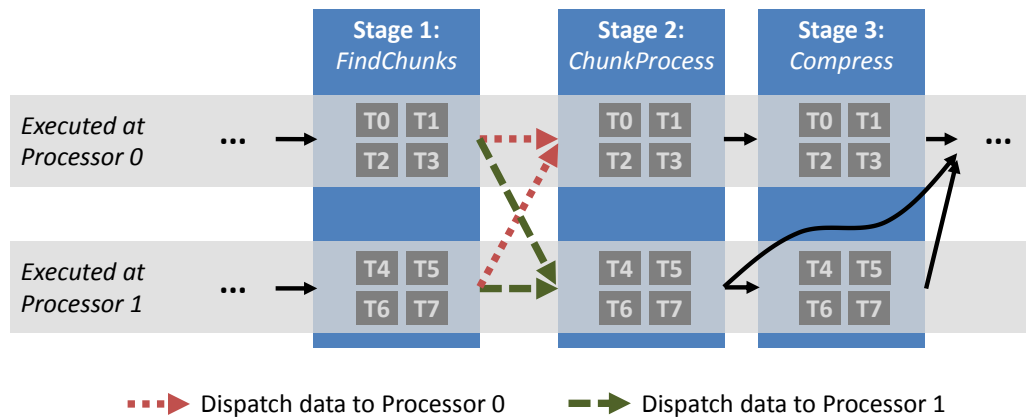 Stage 1:
FindChunks
Stage 2:
ChunkProcess
Stage 3:
Compress
Executed at
Processor 0
...
T0 T1
T2 T3
T0 T1
T2 T3
T0 T1
T2 T3
...
Executed at
Processor 1
...
T4 T5
T6 T7
T4 T5
T6 T7
T4 T5
T6 T7
Dispatch data to Processor 0
Dispatch data to Processor 1